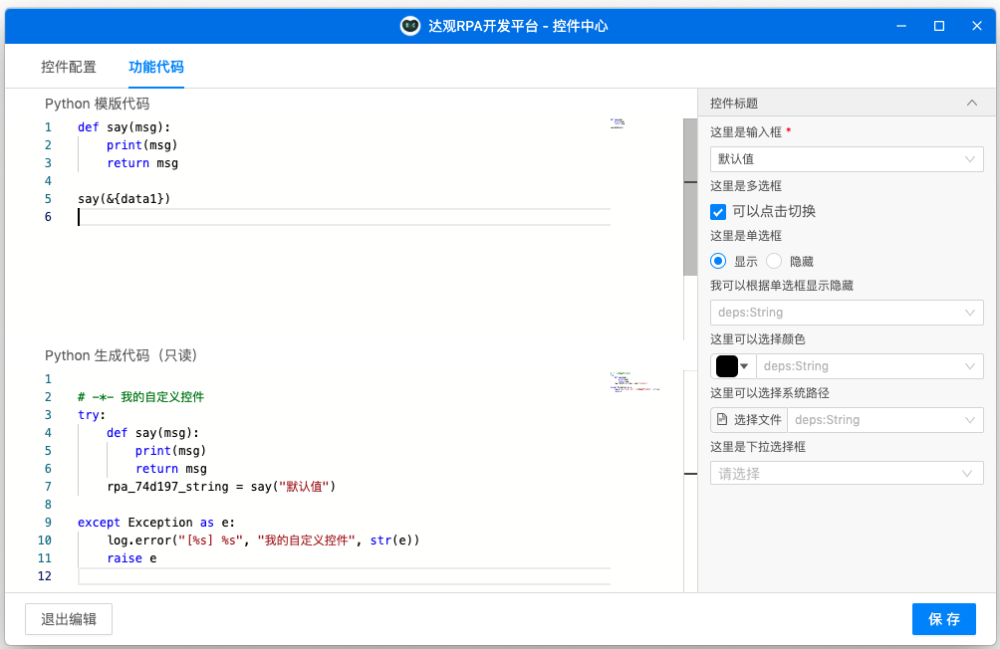 达观RPA开发平台 - 控件中心
控件配置
功能代码
Python 模版代码
1 def say(msg):
2 print(msg)
3 return msg
4
5 say(&{data1})
6
Python 生成代码（只读）
1
2 # -*- 我的自定义控件
3 try:
4 def say(msg):
5 print(msg)
6 return msg
7 rpa_74d197_string = say("默认值")
8
9 except Exception as e:
10 log.error("[%s] %s", "我的自定义控件", str(e))
11 raise e
12
控件标题
这里是输入框 *
默认值
这里是多选框
可以点击切换
这里是单选框
显示 隐藏
我可以根据单选框显示隐藏
deps:String
这里可以选择颜色
deps:String
这里可以选择系统路径
选择文件 deps:String
这里是下拉选择框
请选择
退出编辑
保 存